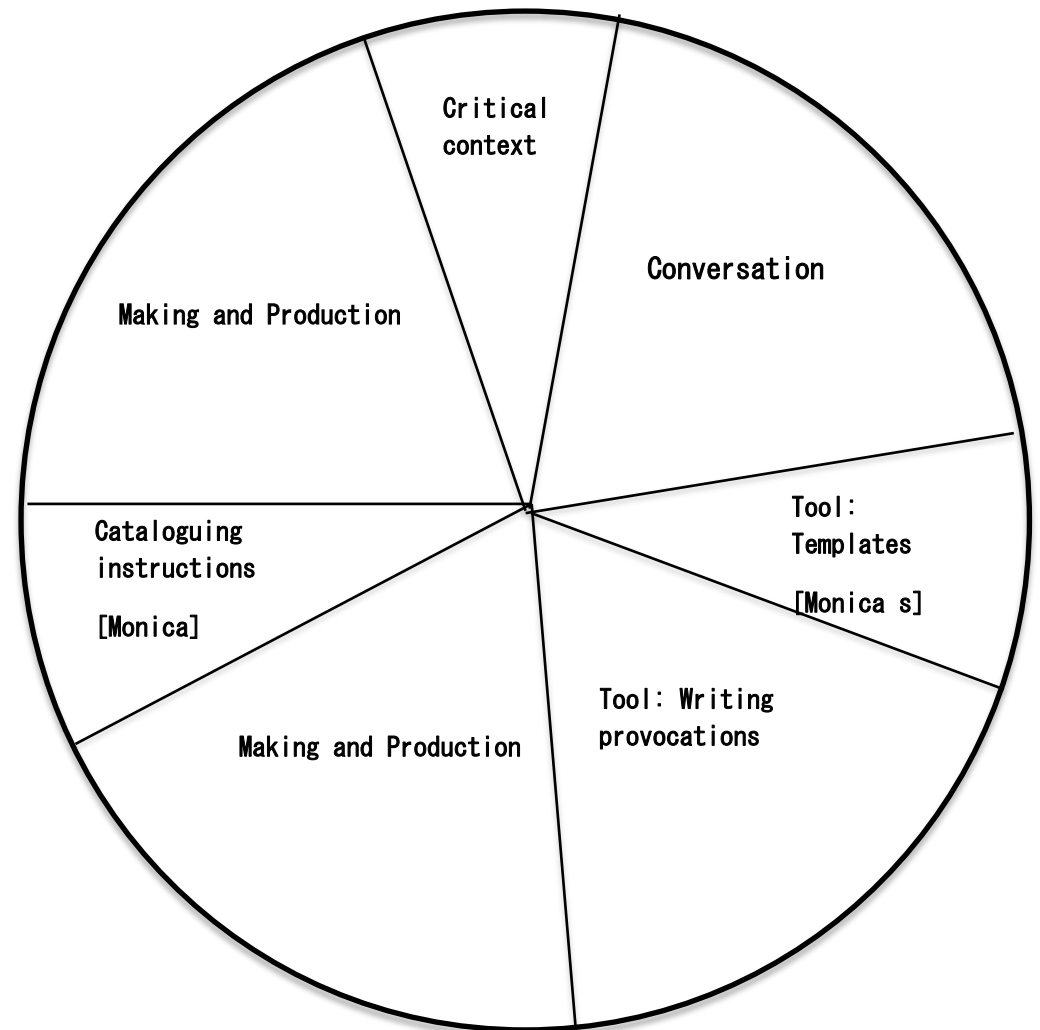 Critical
context
Conversation
Making and Production
Tool:
Templates
[Monica s]
Cataloguing
instructions
[Monica]
Tool: Writing
provocations
Making and Production